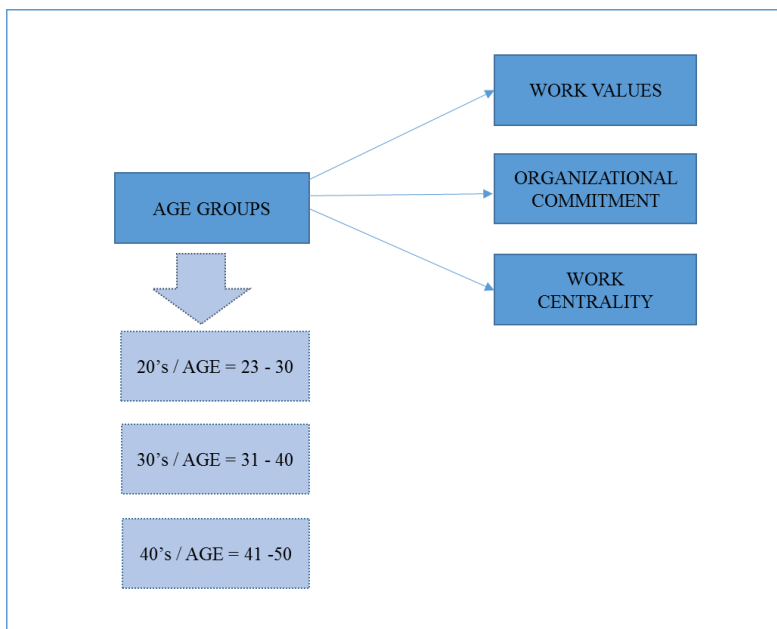 WORK VALUES
ORGANIZATIONAL
COMMITMENT
AGE GROUPS
WORK
CENTRALITY
20’s / AGE = 23 - 30
30’s / AGE = 31 - 40
40’s / AGE = 41 -50